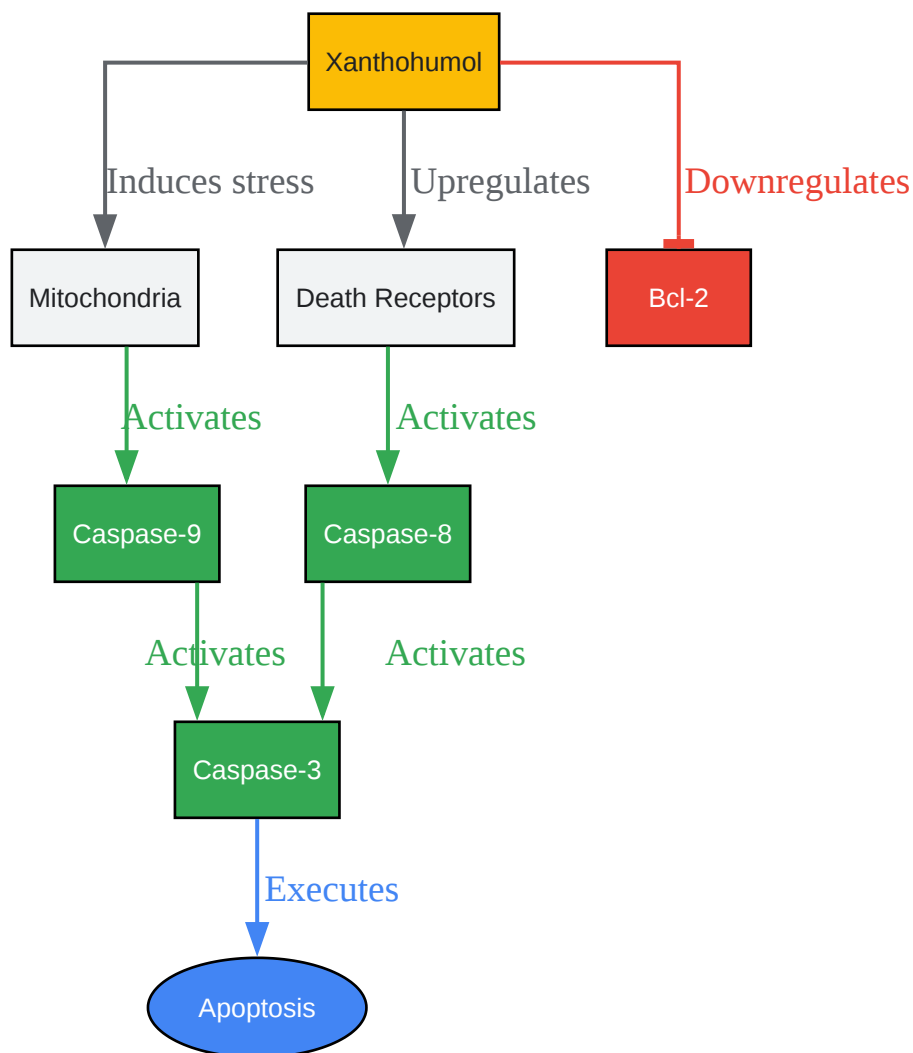 Xanthohumol
Induces stress
Upregulates
Downregulates
Mitochondria
Death Receptors
Bcl-2
Activates
Activates
Caspase-9
Caspase-8
Activates
Activates
Caspase-3
Executes
Apoptosis